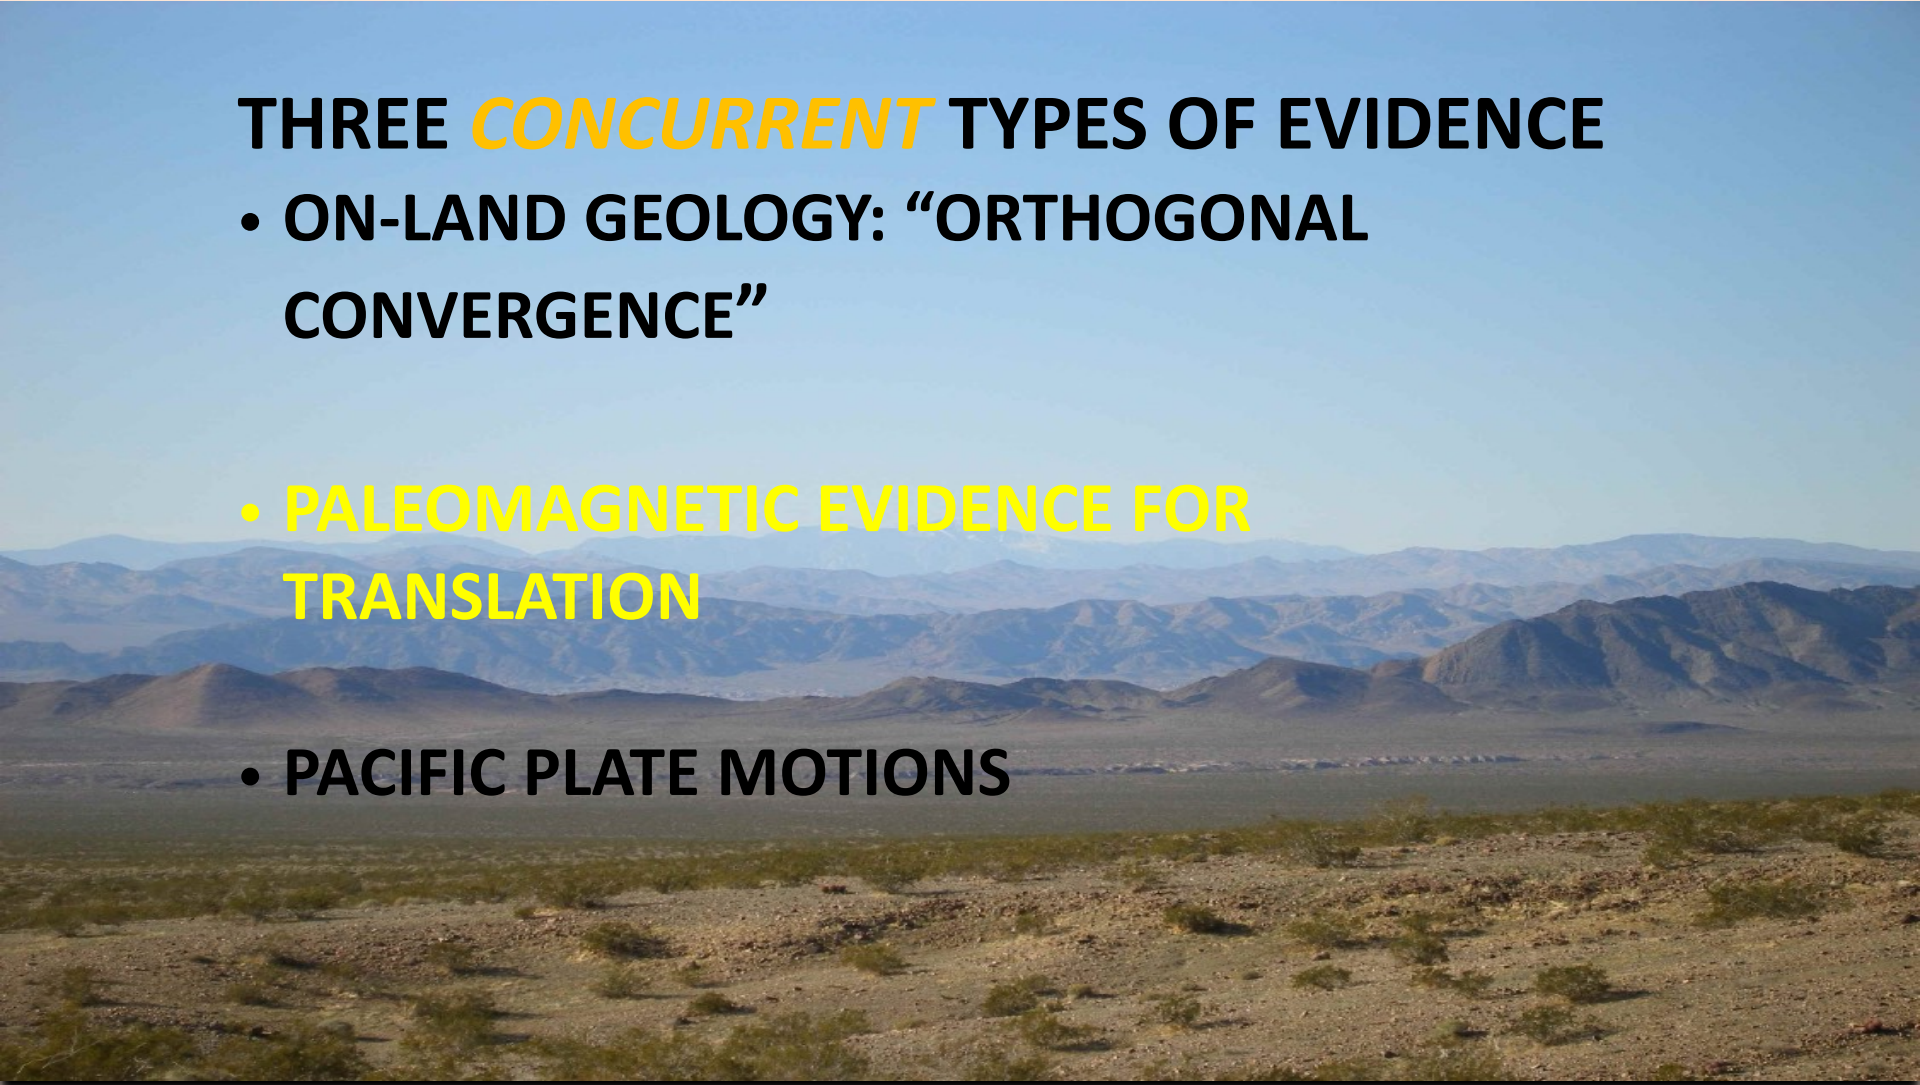 THREE CONCURRENT TYPES OF EVIDENCE
• ON-LAND GEOLOGY: “ORTHOGONAL
CONVERGENCE”
• PALEOMAGNETIC EVIDENCE FOR
TRANSLATION
• PACIFIC PLATE MOTIONS